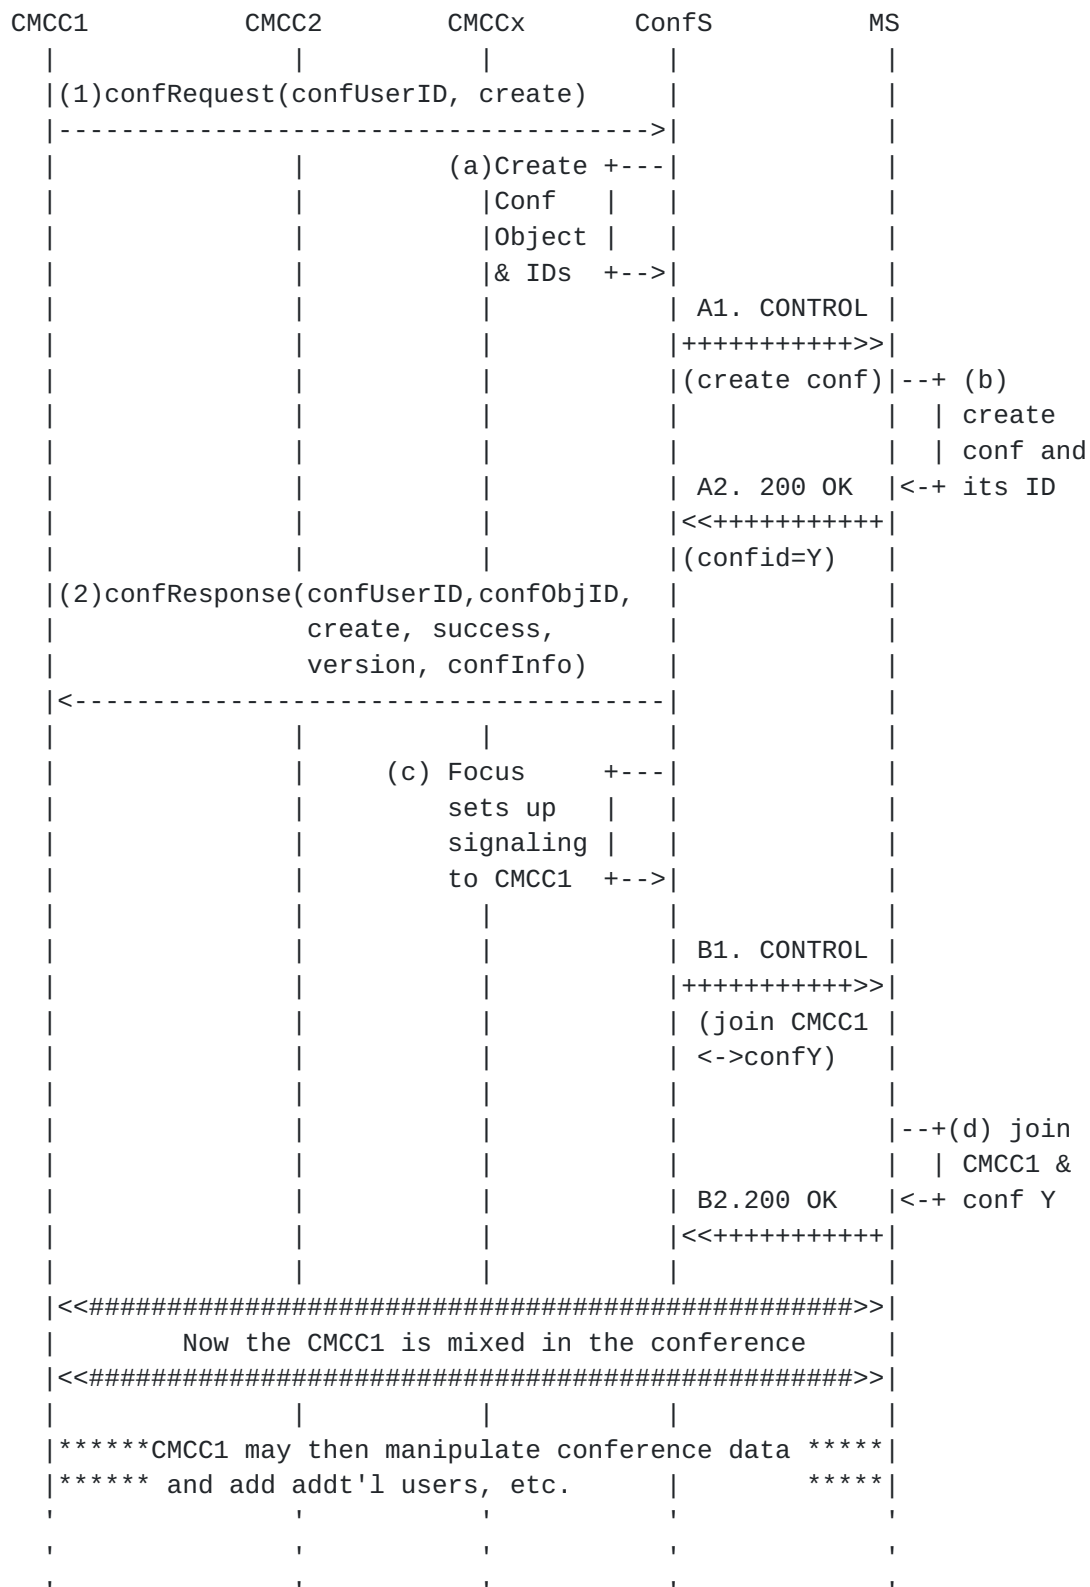 CMCC1          CMCC2        CMCCx       ConfS          MS
(1)confRequest(confUserID, create)
(a)Create
Conf
Object
& IDs
A1. CONTROL
(create conf) (b)
create
conf and
A2. 200 OK its ID
(confid=Y)
(2)confResponse(confUserID,confObjID,
create, success,
version, confInfo)
(c) Focus
sets up
signaling
to CMCC1
B1. CONTROL
(join CMCC1
<->confY)
(d) join
CMCC1 &
B2.200 OK conf Y
Now the CMCC1 is mixed in the conference
******CMCC1 may then manipulate conference data *****
****** and add addt'l users, etc. *****